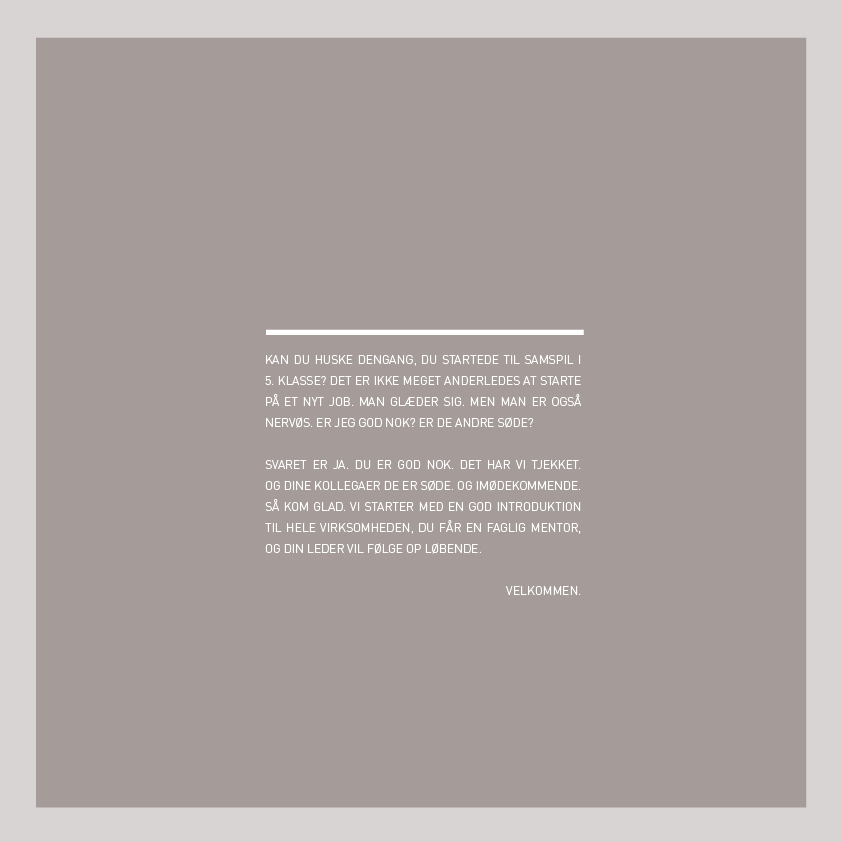 KAN DU HUSKE DENGANG, DU STARTEDE TIL SAMSPIL I
5. KLASSE? DET ER IKKE MEGET ANDERLEDES AT STARTE
PÅ ET NYT JOB. MAN GLÆDER SIG. MEN MAN ER OGSÅ
NERVØS. ER JEG GOD NOK? ER DE ANDRE SØDE?
SVARET ER JA. DU ER GOD NOK. DET HAR VI TJEKKET.
OG DINE KOLLEGAER DE ER SØDE. OG IMØDEKOMMENDE.
SÅ KOM GLAD. VI STARTER MED EN GOD INTRODUKTION
TIL HELE VIRKSOMHEDEN, DU FÅR EN FAGLIG MENTOR,
OG DIN LEDER VIL FØLGE OP LØBENDE.
VELKOMMEN.